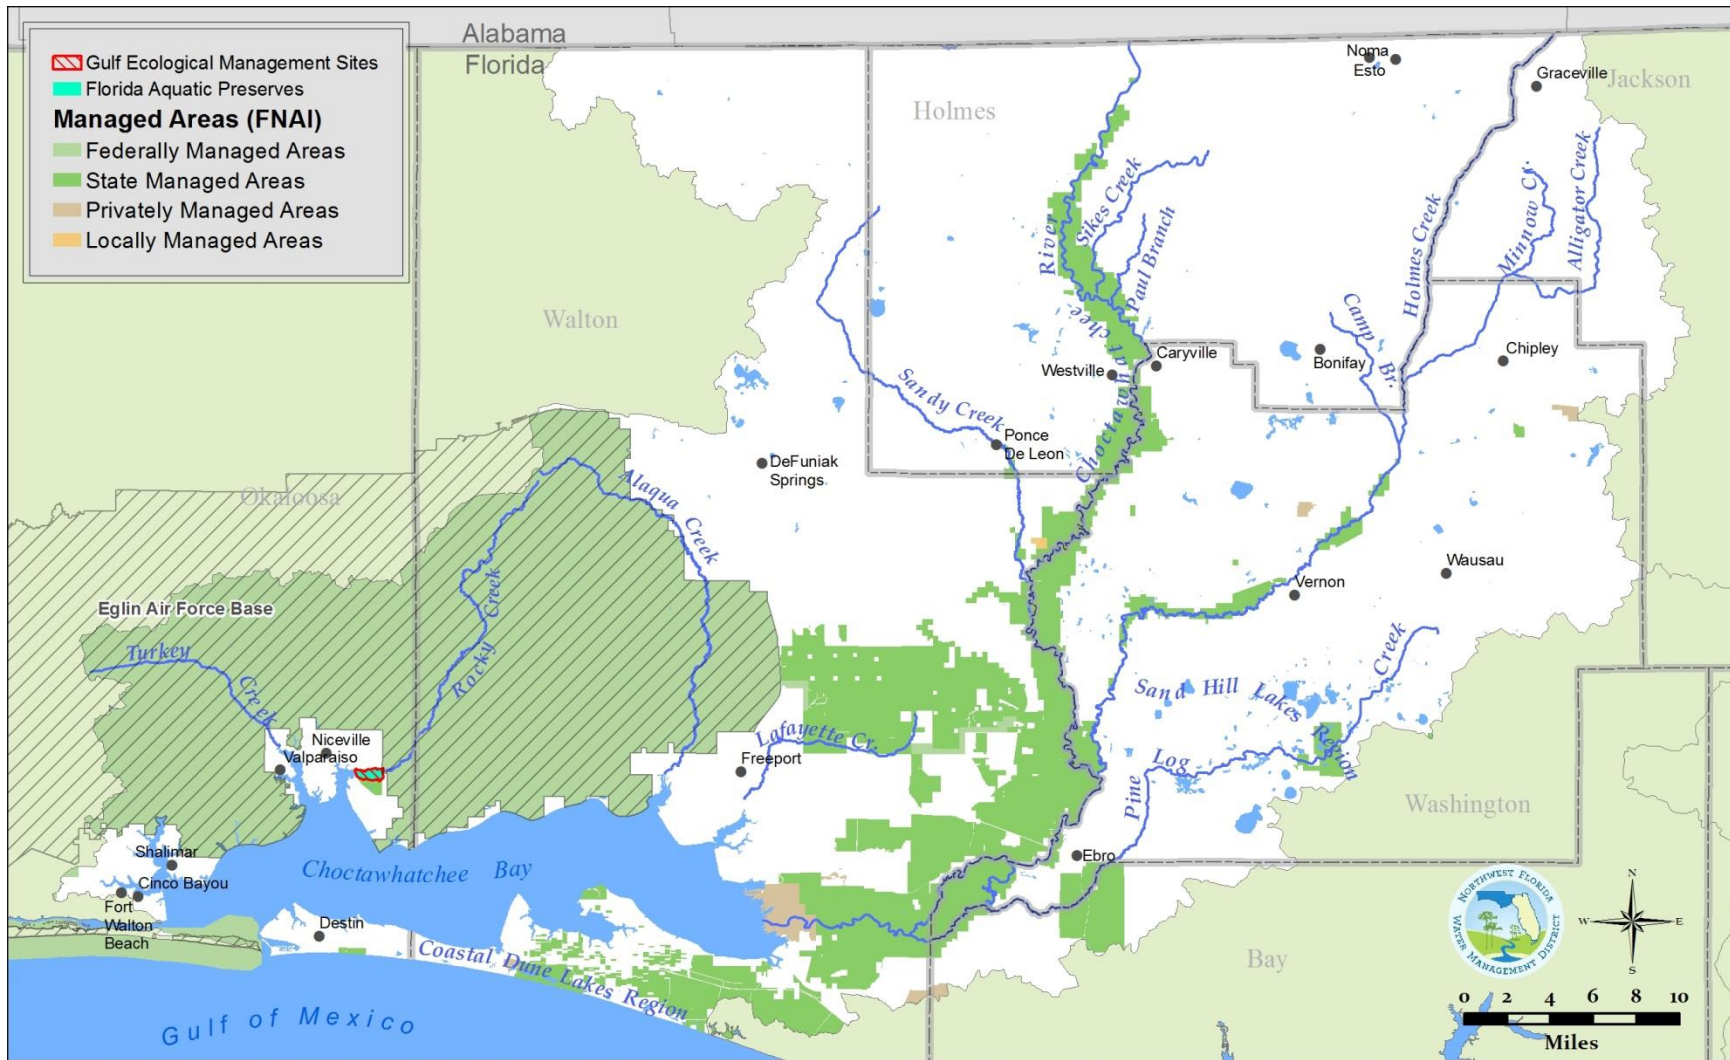 Alabama
Florida
Gulf Ecological Management Sites
Florida Aquatic Preserves
Managed Areas (FNAI)
Federally Managed Areas
State Managed Areas
Privately Managed Areas
Locally Managed Areas
Noma
Esto
Graceville
Jackson
Holmes
Walton
Okaloosa
Washington
Bay
River
Choctawhatchee
Sikes Creek
Paul Branch
Holmes Creek
Minnow Cr.
Alligator Creek
Camp Br.
Caryville
Westville
Bonifay
Chipley
Sandy Creek
Ponce
De Leon
DeFuniak
Springs
Alaqua Creek
Rocky Creek
Eglin Air Force Base
Turkey
Creek
Niceville
Valparaiso
Lafayette Cr.
Freeport
Wausau
Vernon
Sand Hill Lakes Region
Pine Log Creek
Ebro
Shalimar
Cinco Bayou
Fort
Walton
Beach
Destin
Choctawhatchee Bay
Coastal Dune Lakes Region
Gulf of Mexico
NORTHWEST FLORIDA
WATER MANAGEMENT DISTRICT
N
W E
S
0 2 4 6 8 10
Miles